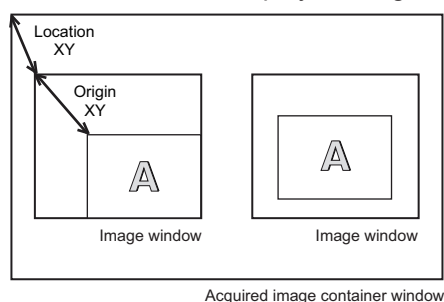 Location
XY
Origin
XY
A
A
Image window
Image window
Acquired image container window